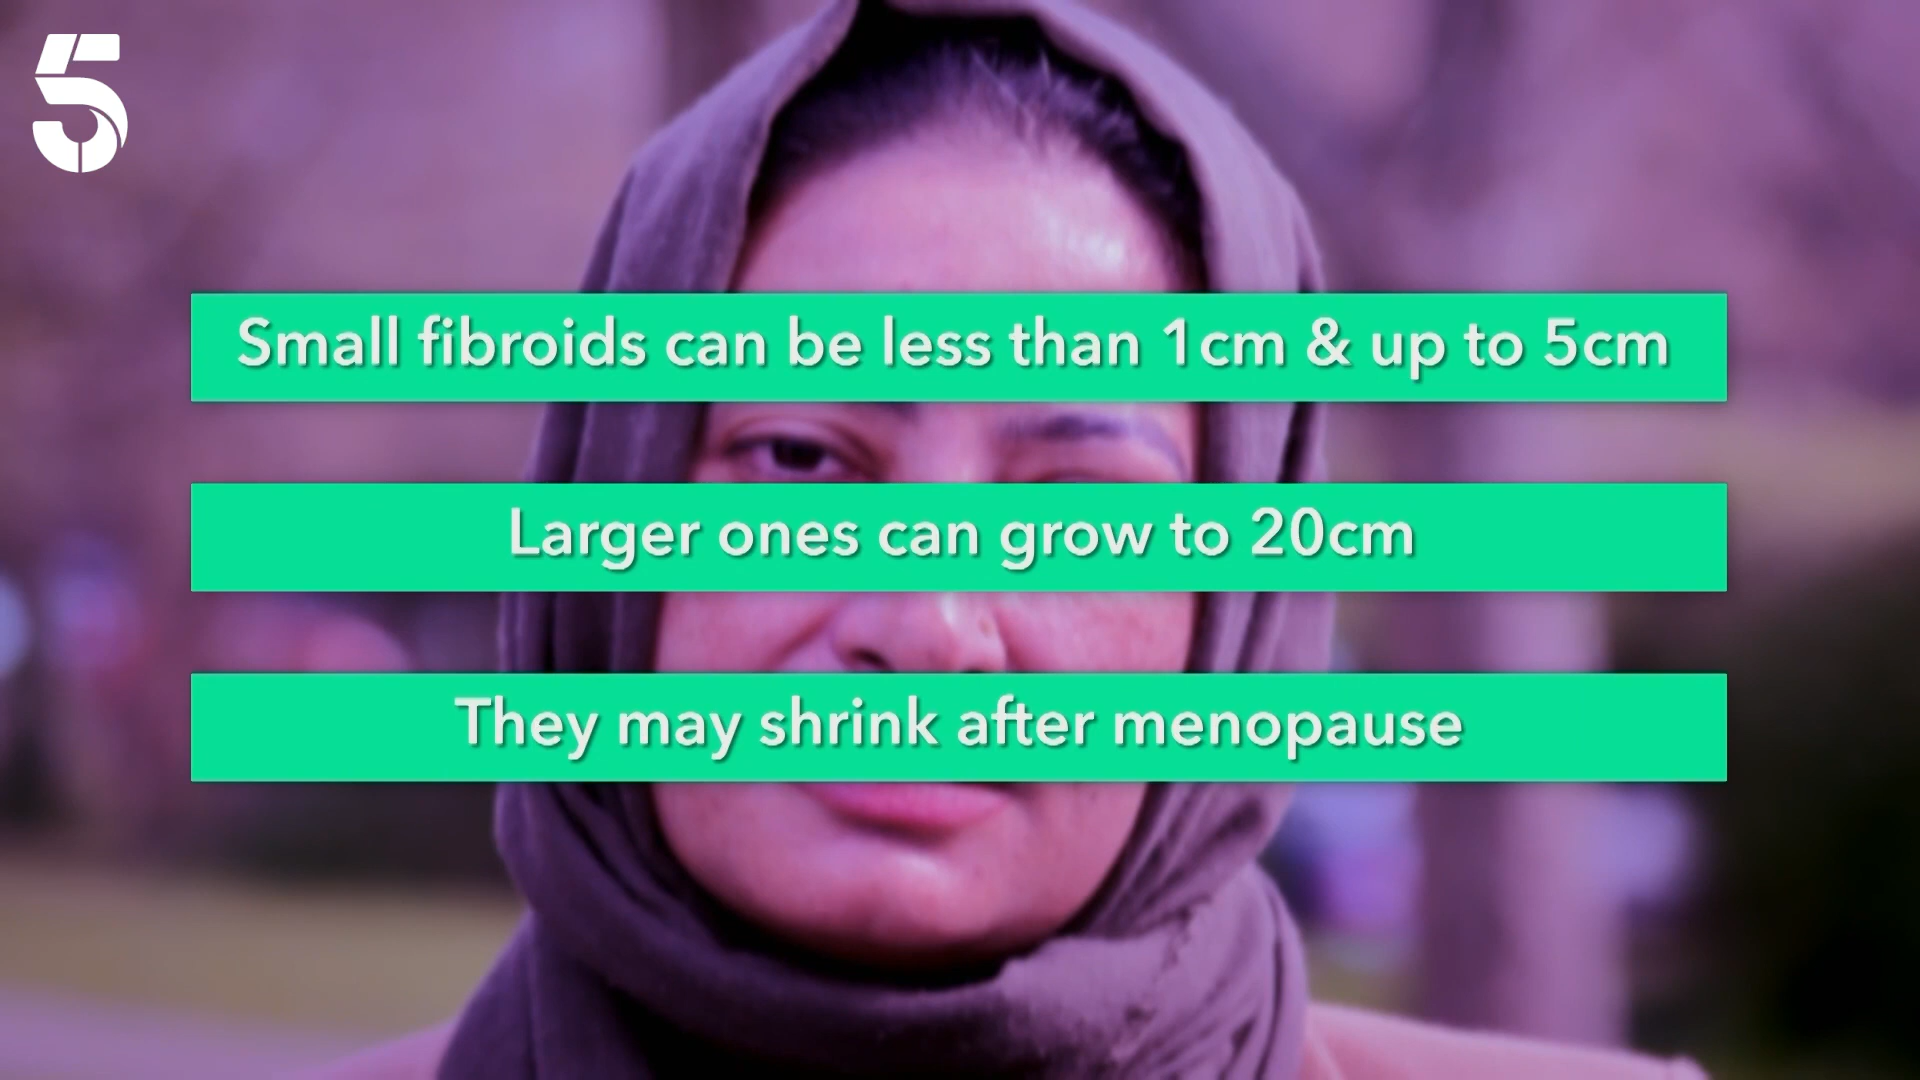 5
Small fibroids can be less than 1cm & up to 5cm
Larger ones can grow to 20cm
They may shrink after menopause